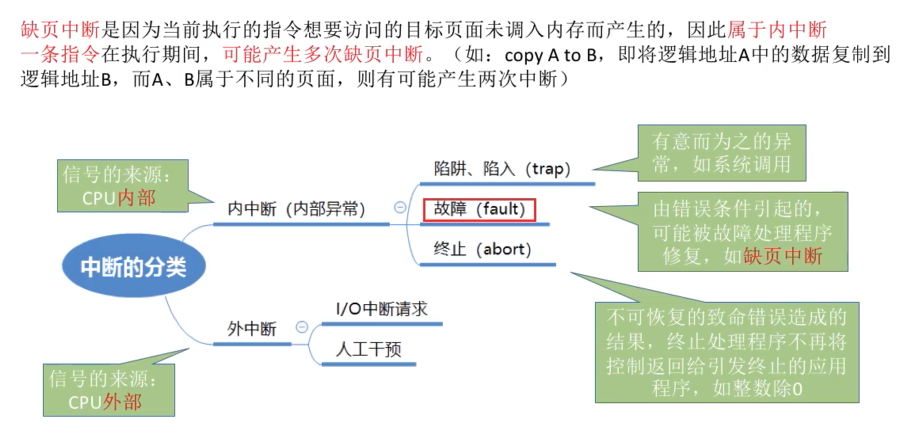 缺页中断是因为当前执行的指令想要访问的目标页面未调入内存而产生的，因此属于内中断
一条指令在执行期间，可能产生多次缺页中断。（如：copy A to B，即将逻辑地址A中的数据复制到
逻辑地址B，而A、B属于不同的页面，则有可能产生两次中断）
有意而为之的异
常，如系统调用
信号的来源：
CPU内部
陷阱、陷入（trap）
内中断（内部异常）
故障（fault）
由错误条件引起的，
可能被故障处理程序
修复，如缺页中断
终止（abort）
中断的分类
不可恢复的致命错误造成的
结果，终止处理程序不再将
控制返回给引发终止的应用
程序，如整数除0
I/O中断请求
外中断
人工干预
信号的来源：
CPU外部